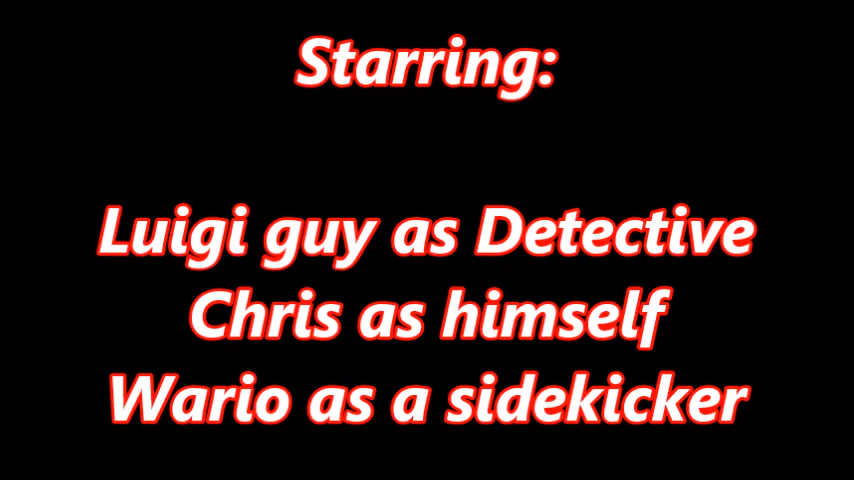 Starring:
Luigi guy as Detective
Chris as himself
Wario as a sidekicker